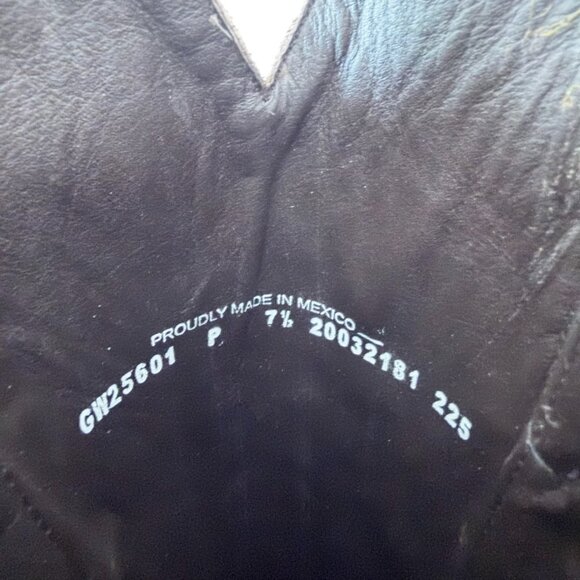 PROUDLY MADE IN MEXICO
GW25601 P 7½ 20032181 225